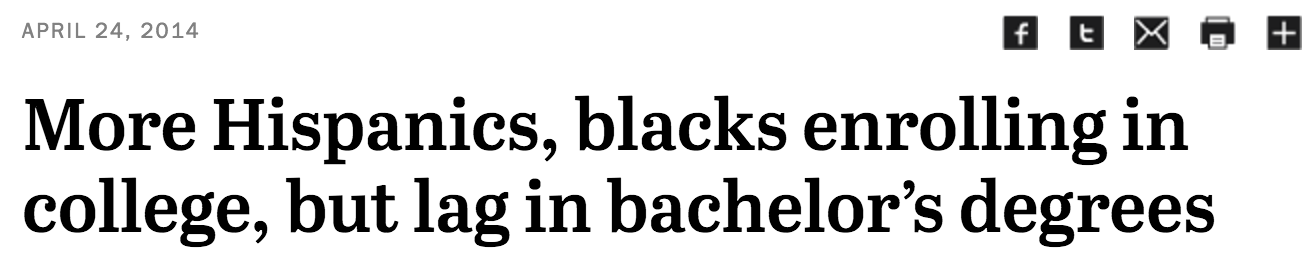 APRIL 24, 2014
More Hispanics, blacks enrolling in
college, but lag in bachelor’s degrees